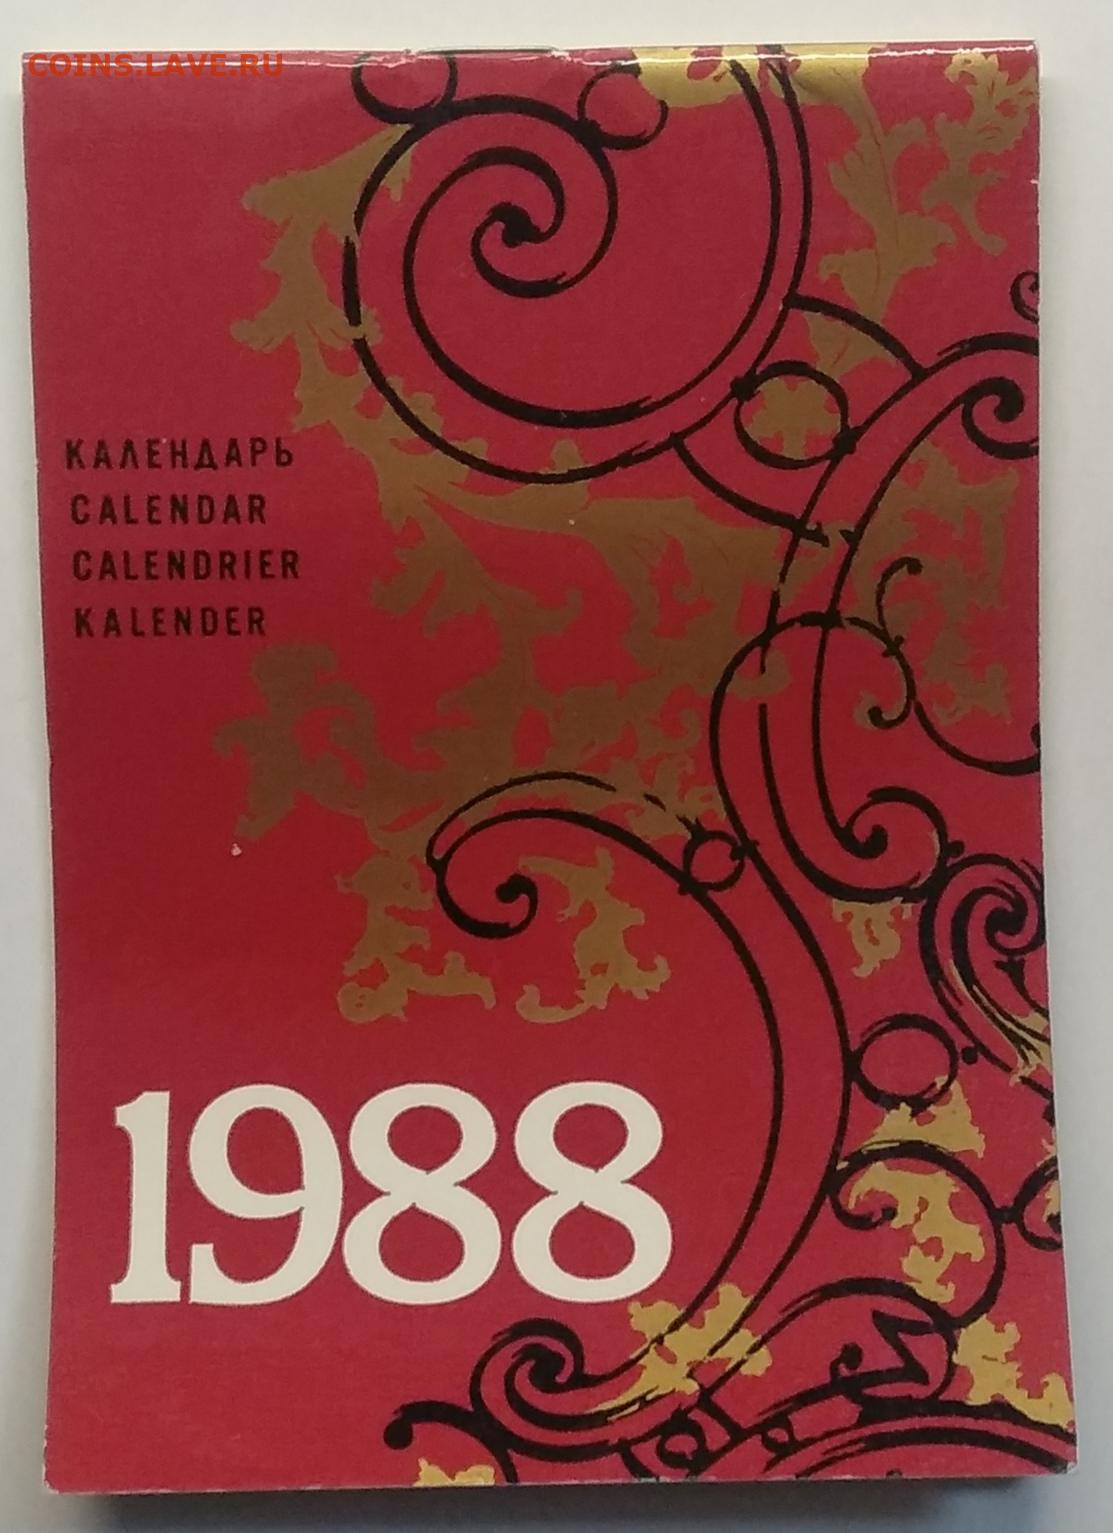 COINS.LAVE.RU
КАЛЕНДАРЬ
CALENDAR
CALENDRIER
KALENDER
1988